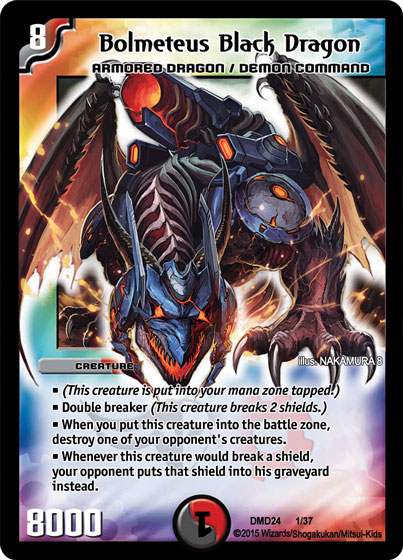 8
Bolmeteus Black Dragon
ARMORED DRAGON / DEMON COMMAND
illus. NAKAMURA 8
CREATURE
▪ (This creature is put into your mana zone tapped.)
▪ Double breaker (This creature breaks 2 shields.)
▪ When you put this creature into the battle zone,
destroy one of your opponent's creatures.
▪ Whenever this creature would break a shield,
your opponent puts that shield into his graveyard
instead.
8000
1
DMD24 1/37
©2015 Wizards/Shogakukan/Mitsui-Kids